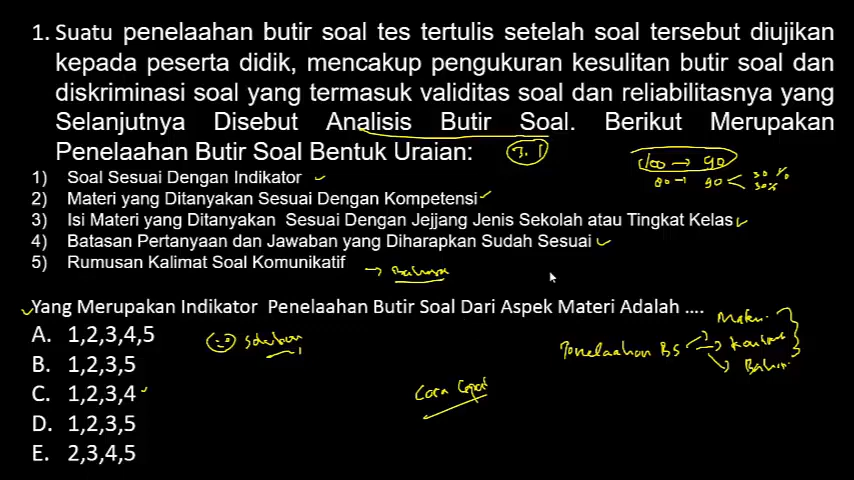 1. Suatu penelaahan butir soal tes tertulis setelah soal tersebut diujikan
kepada peserta didik, mencakup pengukuran kesulitan butir soal dan
diskriminasi soal yang termasuk validitas soal dan reliabilitasnya yang
Selanjutnya Disebut Analisis Butir Soal. Berikut Merupakan
Penelaahan Butir Soal Bentuk Uraian:
1) Soal Sesuai Dengan Indikator
2) Materi yang Ditanyakan Sesuai Dengan Kompetensi
3) Isi Materi yang Ditanyakan Sesuai Dengan Jejjang Jenis Sekolah atau Tingkat Kelas
4) Batasan Pertanyaan dan Jawaban yang Diharapkan Sudah Sesuai
5) Rumusan Kalimat Soal Komunikatif
→ Bahasa
Yang Merupakan Indikator Penelaahan Butir Soal Dari Aspek Materi Adalah ....
A. 1,2,3,4,5
B. 1,2,3,5
C. 1,2,3,4
D. 1,2,3,5
E. 2,3,4,5
Penelaahan BS
Materi
Cara Cepat
90
80 → 90
30 %
30%